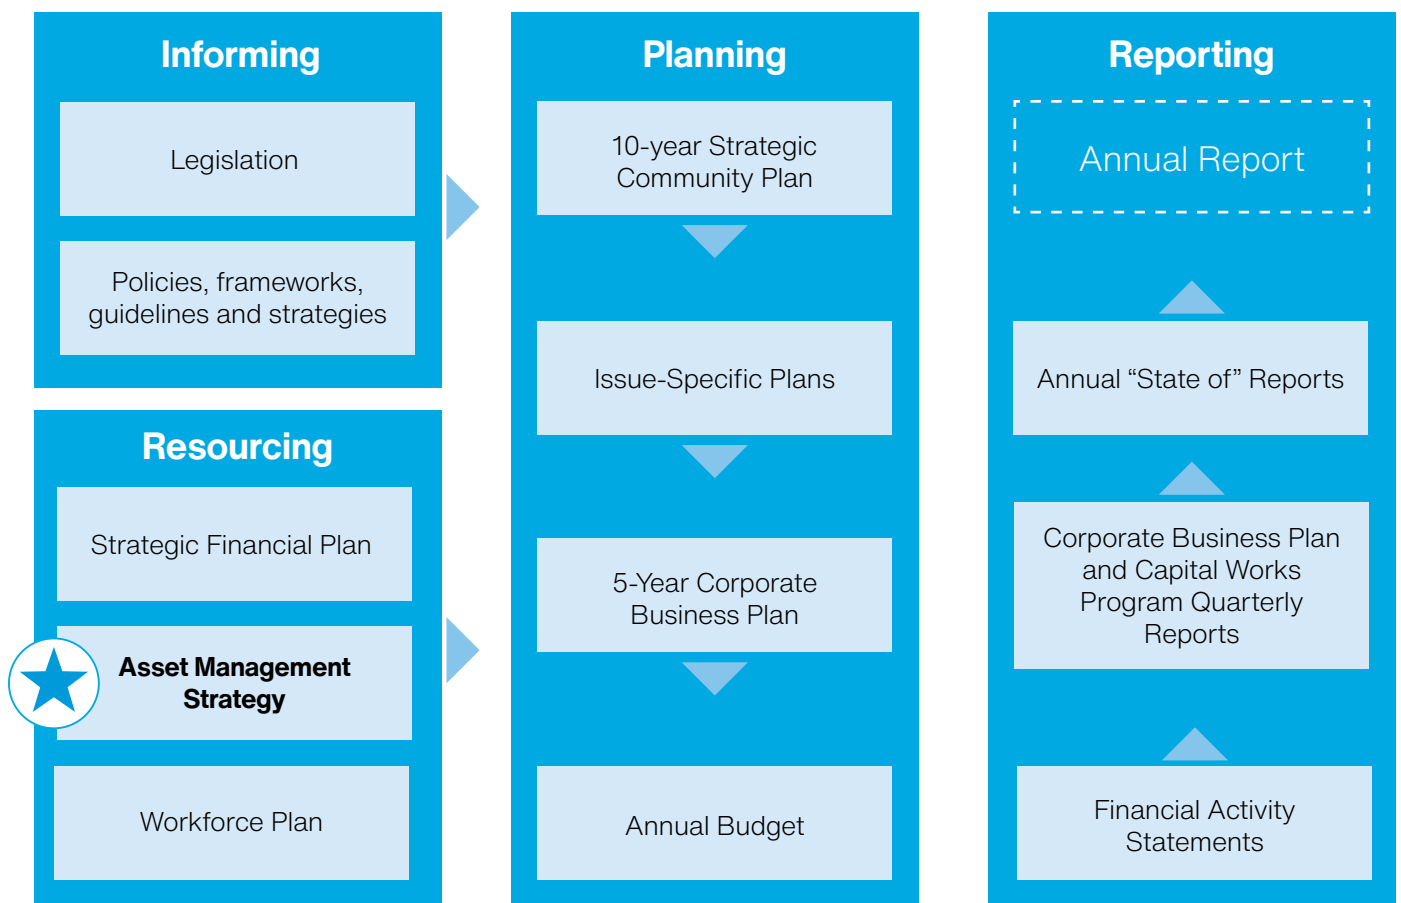 Informing
Legislation
Policies, frameworks,
guidelines and strategies
Resourcing
Strategic Financial Plan
Asset Management
Strategy
Workforce Plan
Planning
10-year Strategic
Community Plan
Issue-Specific Plans
5-Year Corporate
Business Plan
Annual Budget
Reporting
Annual Report
Annual “State of” Reports
Corporate Business Plan
and Capital Works
Program Quarterly
Reports
Financial Activity
Statements